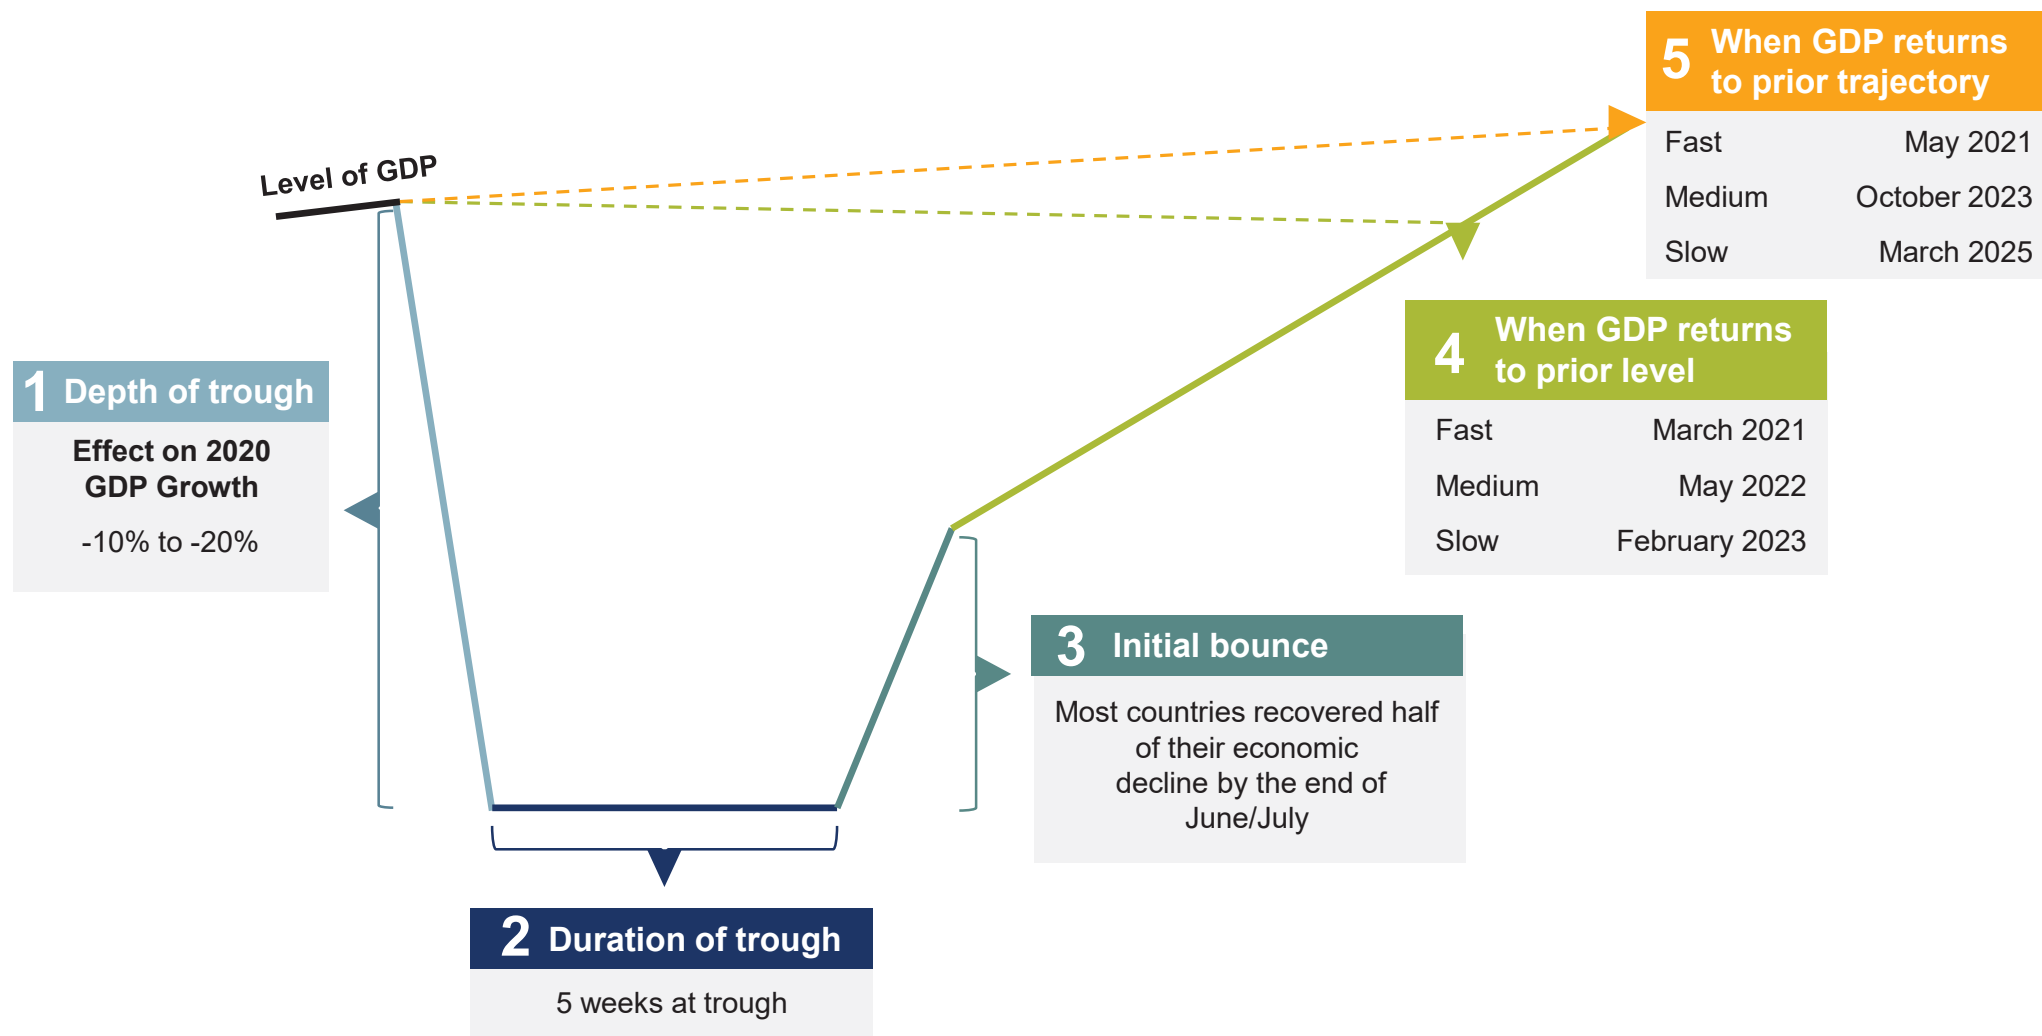 Level of GDP
1 Depth of trough
Effect on 2020
GDP Growth
-10% to -20%
2 Duration of trough
5 weeks at trough
3 Initial bounce
Most countries recovered half
of their economic
decline by the end of
June/July
4 When GDP returns
to prior level
Fast March 2021
Medium May 2022
Slow February 2023
5 When GDP returns
to prior trajectory
Fast May 2021
Medium October 2023
Slow March 2025